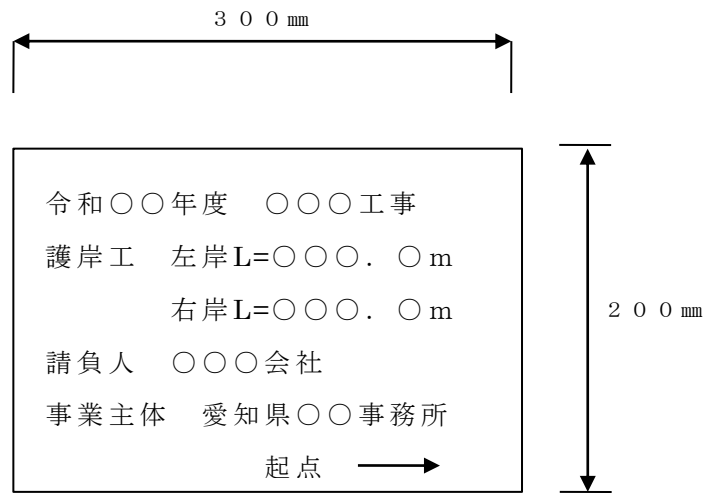 ３００㎜
令和○○年度　○○○工事
護岸工　左岸L=○○○．○ｍ
右岸L=○○○．○ｍ
２００㎜
請負人　○○○会社
事業主体　愛知県○○事務所
起点